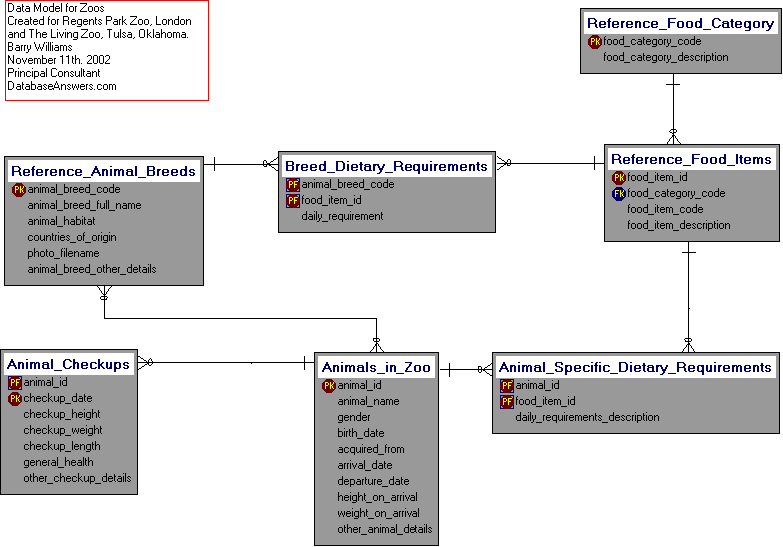 Data Model for Zoos
Created for Regents Park Zoo, London
and The Living Zoo, Tulsa, Oklahoma.
Barry Williams
November 11th. 2002
Principal Consultant
DatabaseAnswers.com
Reference_Food_Category
PK food_category_code
food_category_description
Reference_Animal_Breeds
PK animal_breed_code
animal_breed_full_name
animal_habitat
countries_of_origin
photo_filename
animal_breed_other_details
Breed_Dietary_Requirements
PF animal_breed_code
PF food_item_id
daily_requirement
Reference_Food_Items
PK food_item_id
FK food_category_code
food_item_code
food_item_description
Animal_Checkups
PF animal_id
PK checkup_date
checkup_height
checkup_weight
checkup_length
general_health
other_checkup_details
Animals_in_Zoo
PK animal_id
animal_name
gender
birth_date
acquired_from
arrival_date
departure_date
height_on_arrival
weight_on_arrival
other_animal_details
Animal_Specific_Dietary_Requirements
PF animal_id
PF food_item_id
daily_requirements_description